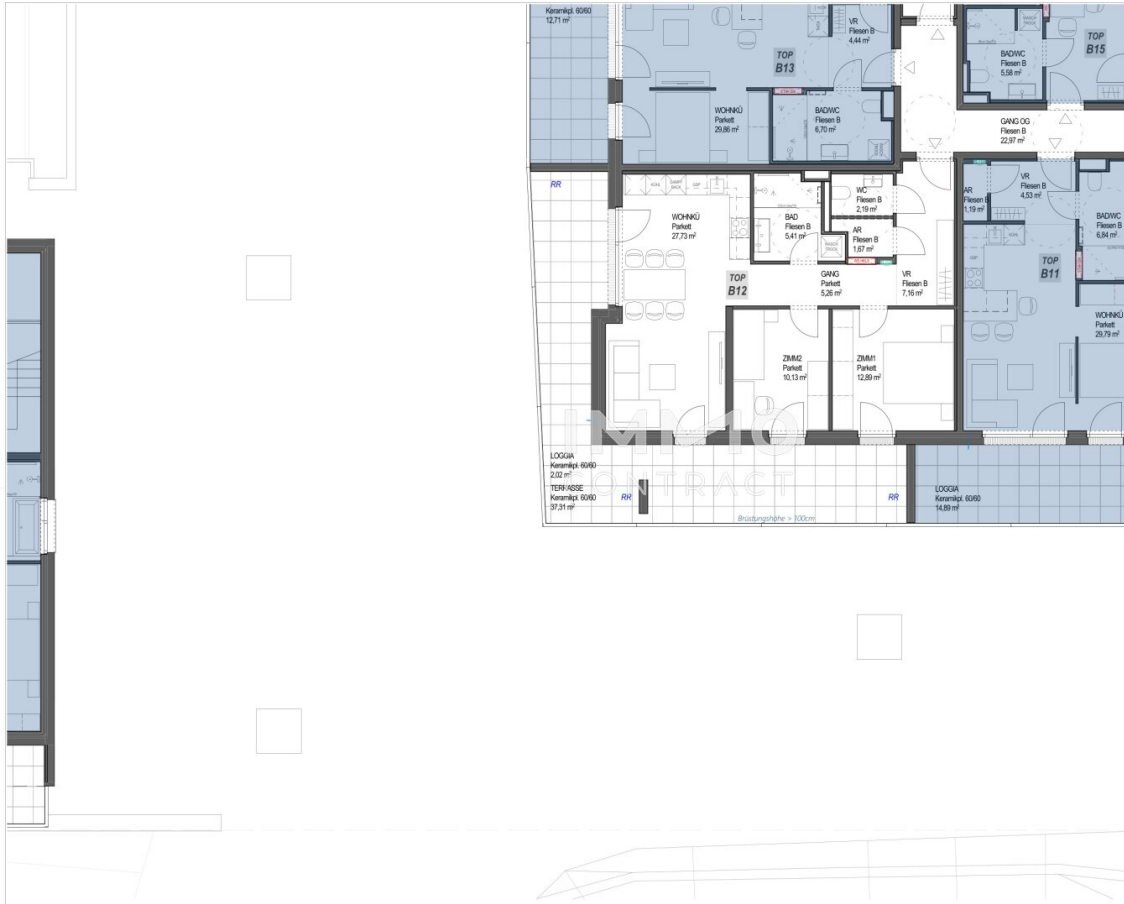 Keramikpl. 60/60
12,71 m²
VR
Fliesen B
4,44 m²
TOP
B13
WOHNKÜ
Parkett
29,86 m²
BAD/WC
Fliesen B
6,70 m²
BAD/WC
Fliesen B
5,58 m²
TOP
B15
GANG OG
Fliesen B
22,97 m²
RR
WOHNKÜ
Parkett
27,73 m²
BAD
Fliesen B
5,41 m²
WC
Fliesen B
2,19 m²
AR
Fliesen B
1,67 m²
TOP
B12
GANG
Parkett
5,26 m²
VR
Fliesen B
7,16 m²
ZIMM2
Parkett
10,13 m²
ZIMM1
Parkett
12,89 m²
AR
Fliesen B
1,19 m²
VR
Fliesen B
4,53 m²
BAD/WC
Fliesen B
6,84 m²
TOP
B11
WOHNKÜ
Parkett
29,79 m²
IMMO
CONTRACT
LOGGIA
Keramikpl. 60/60
2,02 m²
TERRASSE
Keramikpl. 60/60
37,31 m²
RR
RR
Brüstungshöhe > 100cm
LOGGIA
Keramikpl. 60/60
14,89 m²